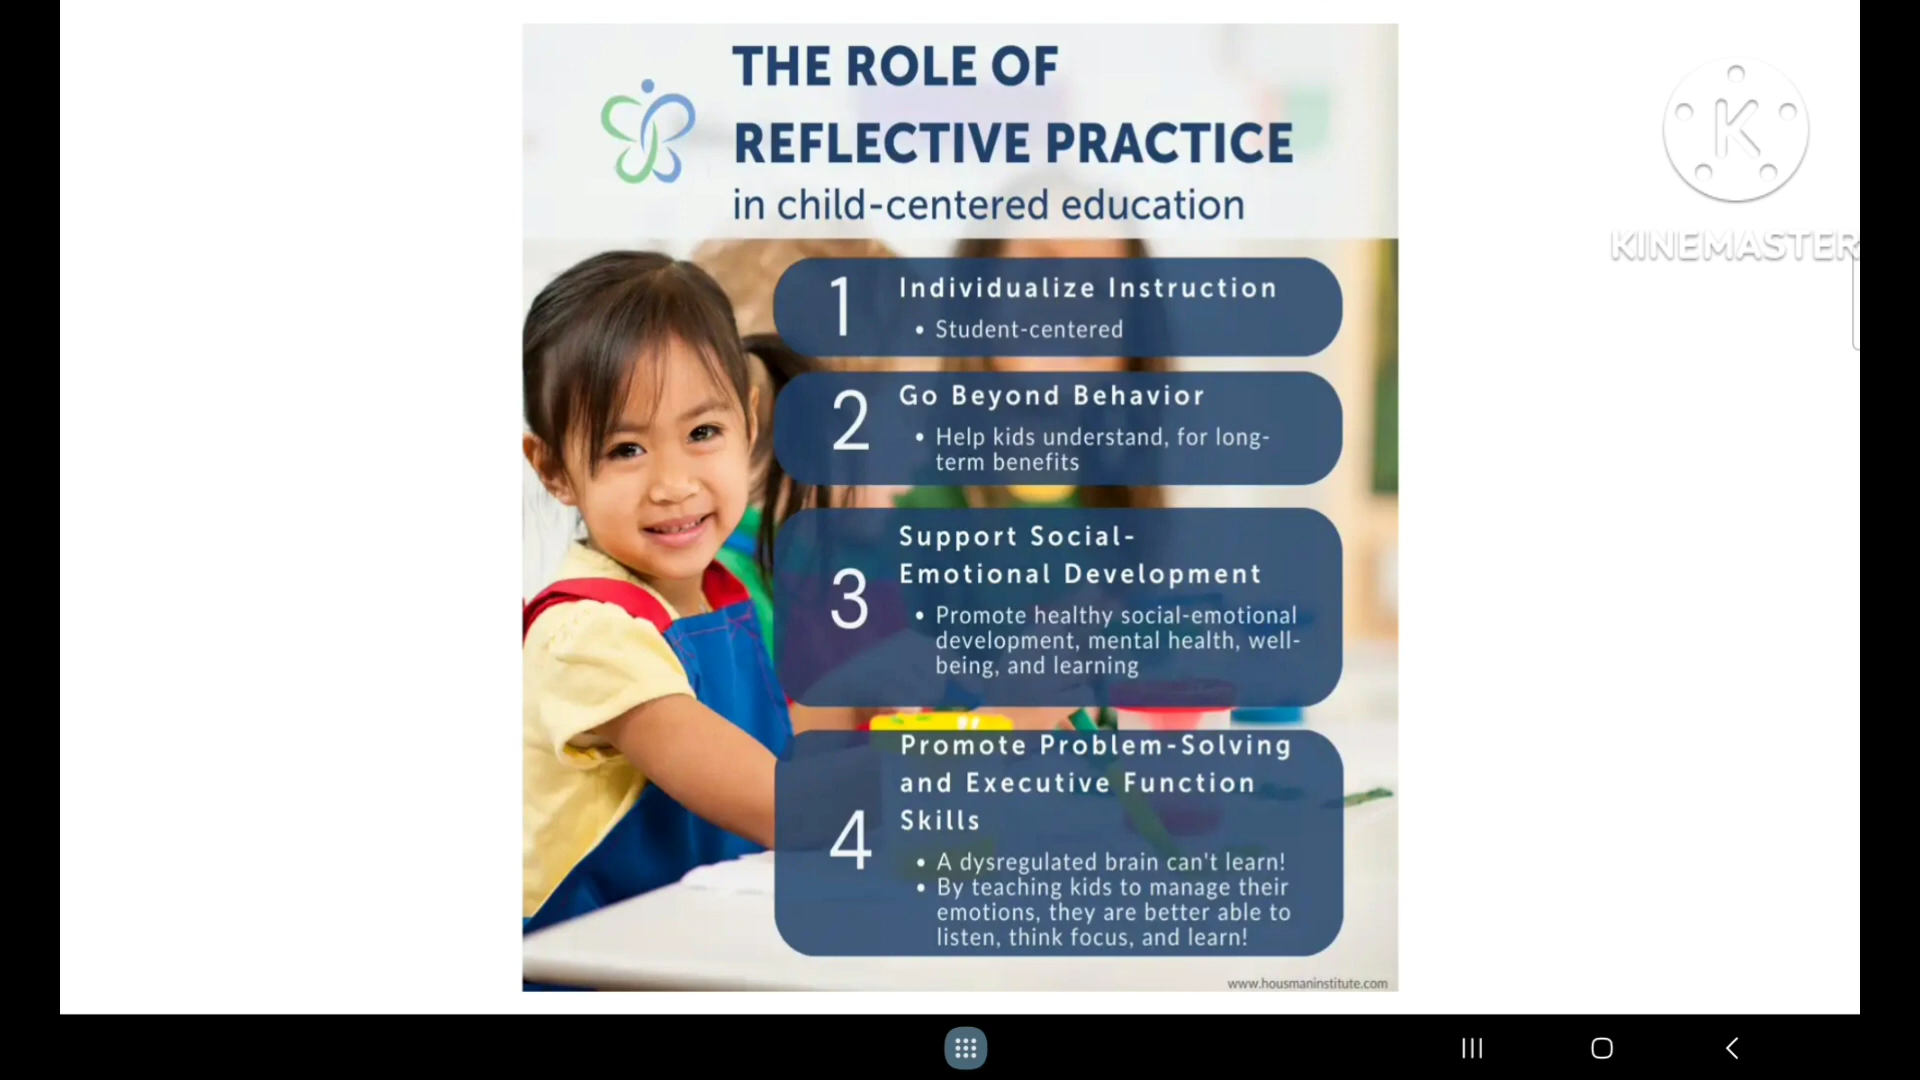 THE ROLE OF
REFLECTIVE PRACTICE
in child-centered education
K
KINEMASTER
1
Individualize Instruction
• Student-centered
2
Go Beyond Behavior
• Help kids understand, for long-
term benefits
3
Support Social-
Emotional Development
• Promote healthy social-emotional
development, mental health, well-
being, and learning
4
Promote Problem-Solving
and Executive Function
Skills
• A dysregulated brain can't learn!
• By teaching kids to manage their
emotions, they are better able to
listen, think focus, and learn!
www.housmaninstitute.com